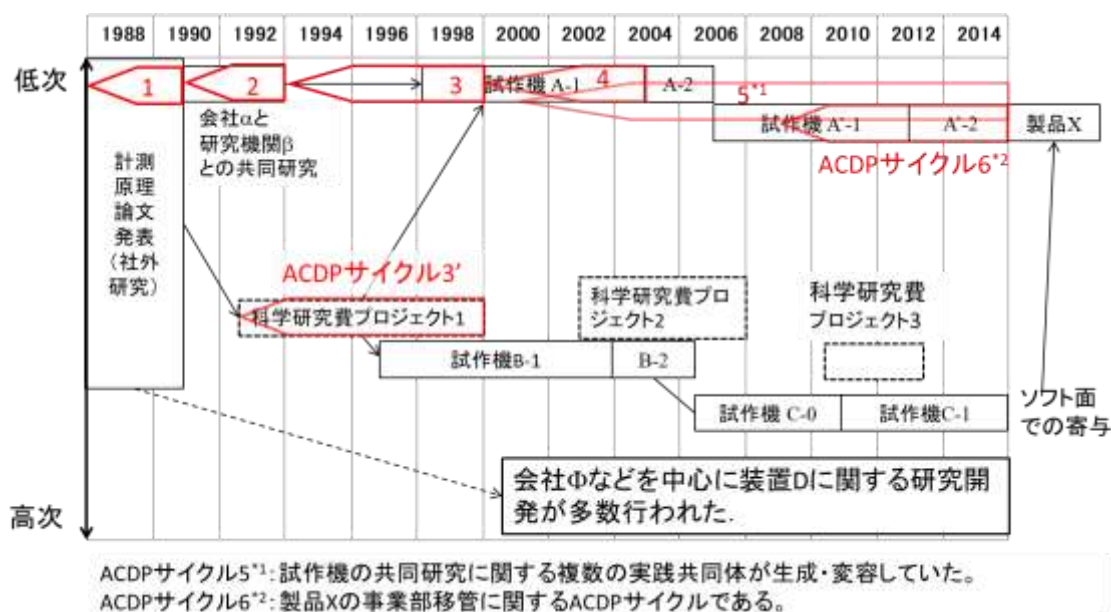 1988 1990 1992 1994 1996 1998 2000 2002 2004 2006 2008 2010 2012 2014
低次
1
2
3
試作機 A-1
4
A-2
5*1
試作機 A'-1
A'-2
製品X
会社αと
研究機関β
との共同研究
ACDPサイクル6*2
計測
原理
論文
発表
(社外
研究)
ACDPサイクル3'
科学研究費プロジェクト1
科学研究費プロ
ジェクト2
科学研究費
プロジェクト3
試作機B-1
B-2
試作機 C-0
試作機C-1
ソフト面
での寄与
会社Φなどを中心に装置Dに関する研究開
発が多数行われた.
高次
ACDPサイクル5*1:試作機の共同研究に関する複数の実践共同体が生成・変容していた。
ACDPサイクル6*2:製品Xの事業部移管に関するACDPサイクルである。